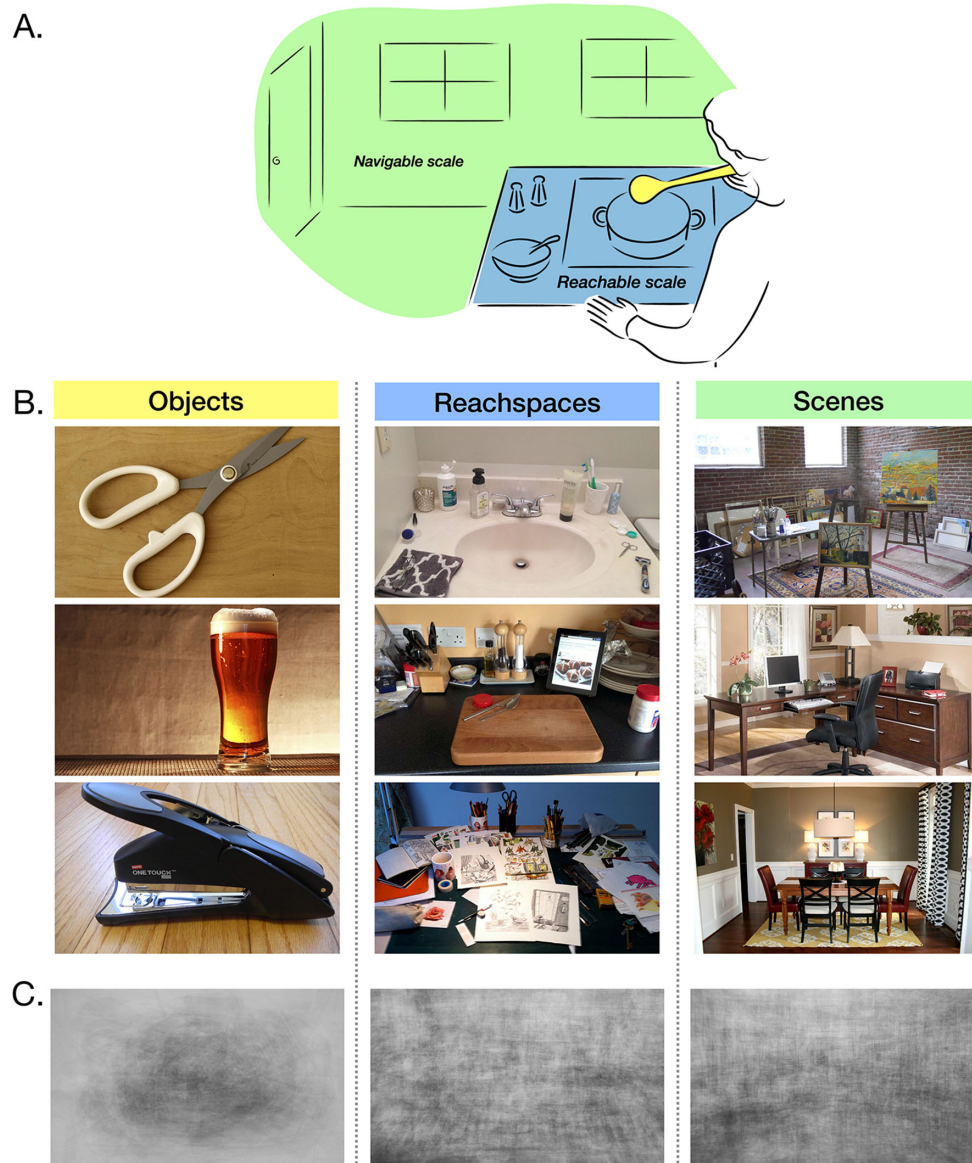 A.
Navigable scale
Reachable scale
B.
Objects
Reachspaces
Scenes
ONE TOUCH
C.